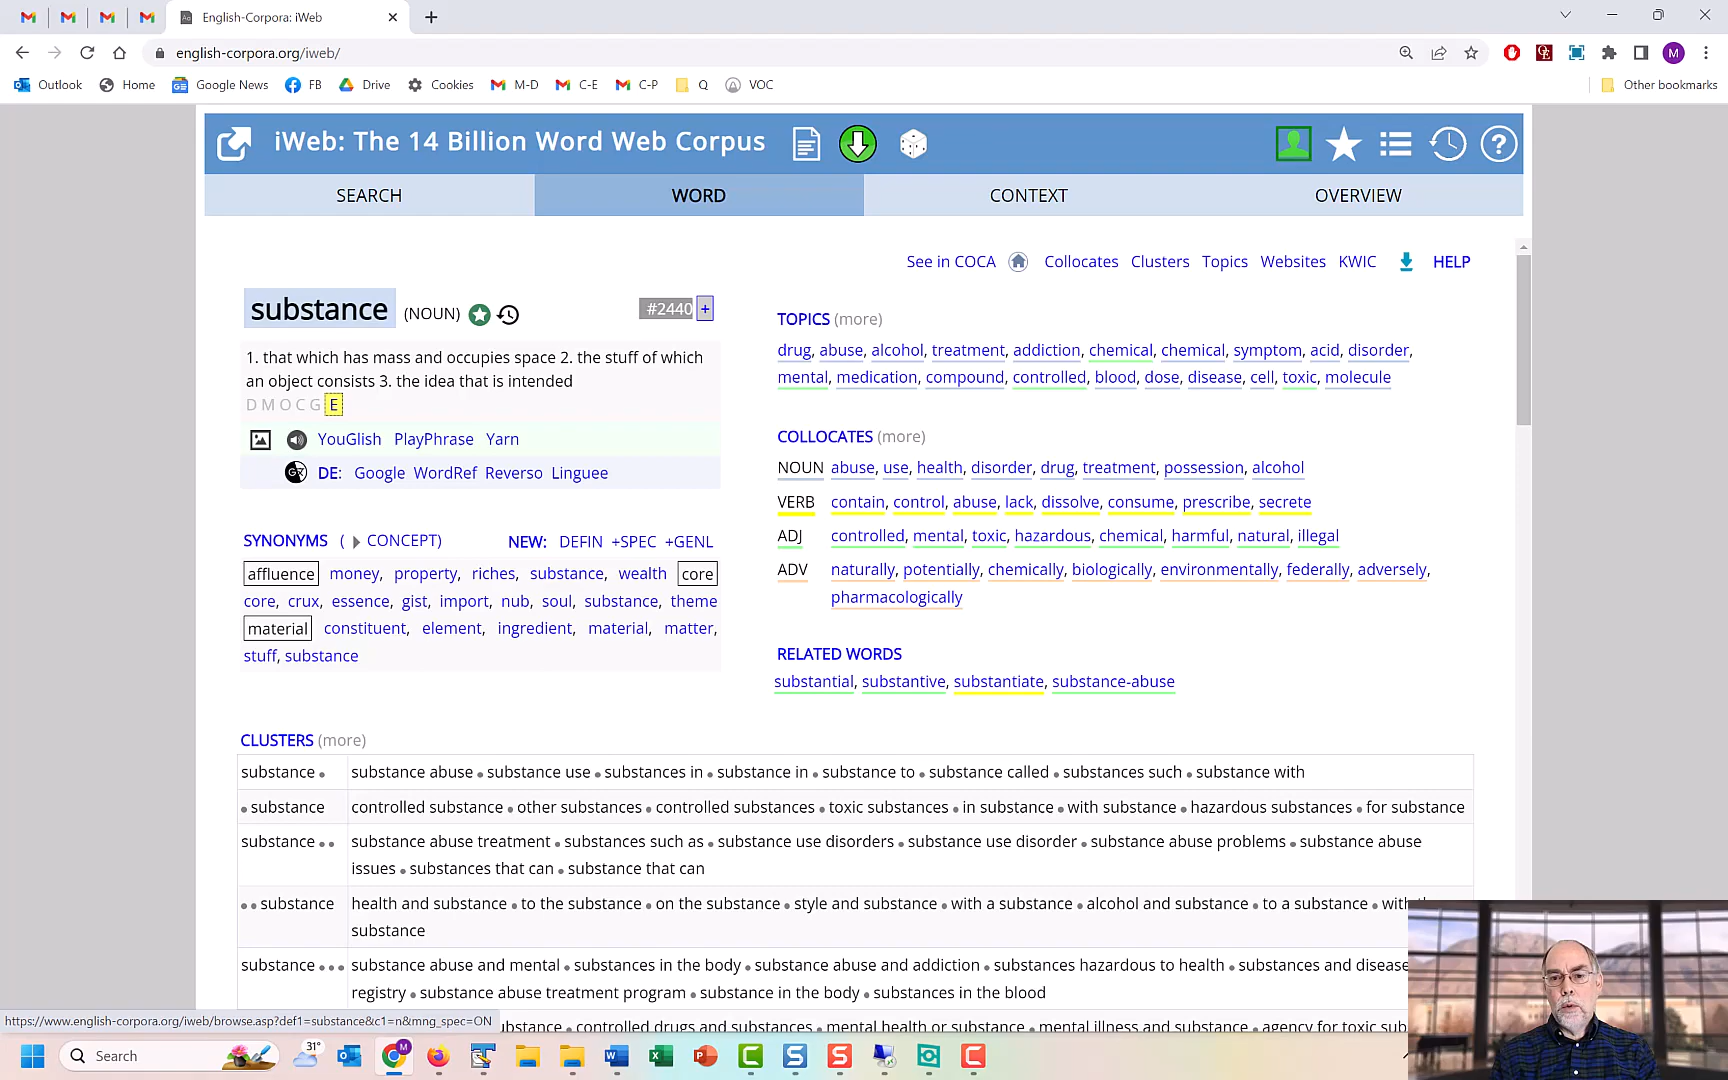 English-Corpora: iWeb
english-corpora.org/iweb/
Outlook Home Google News FB Drive Cookies M-D C-E C-P Q VOC Other bookmarks
iWeb: The 14 Billion Word Web Corpus
SEARCH WORD CONTEXT OVERVIEW
See in COCA Collocates Clusters Topics Websites KWIC HELP
substance (NOUN) #2440 +
1. that which has mass and occupies space 2. the stuff of which
an object consists 3. the idea that is intended
D M O C G E
YouGlish PlayPhrase Yarn
DE: Google WordRef Reverso Linguee
SYNONYMS ( CONCEPT) NEW: DEFIN +SPEC +GENL
affluence money, property, riches, substance, wealth core
core, crux, essence, gist, import, nub, soul, substance, theme
material constituent, element, ingredient, material, matter,
stuff, substance
TOPICS (more)
drug, abuse, alcohol, treatment, addiction, chemical, chemical, symptom, acid, disorder,
mental, medication, compound, controlled, blood, dose, disease, cell, toxic, molecule
COLLOCATES (more)
NOUN abuse, use, health, disorder, drug, treatment, possession, alcohol
VERB contain, control, abuse, lack, dissolve, consume, prescribe, secrete
ADJ controlled, mental, toxic, hazardous, chemical, harmful, natural, illegal
ADV naturally, potentially, chemically, biologically, environmentally, federally, adversely,
pharmacologically
RELATED WORDS
substantial, substantive, substantiate, substance-abuse
CLUSTERS (more)
substance • substance abuse • substance use • substances in • substance in • substance to • substance called • substances such • substance with
• substance controlled substance • other substances • controlled substances • toxic substances • in substance • with substance • hazardous substances • for substance
substance • • substance abuse treatment • substances such as • substance use disorders • substance use disorder • substance abuse problems • substance abuse
issues • substances that can • substance that can
• • substance health and substance • to the substance • on the substance • style and substance • with a substance • alcohol and substance • to a substance • with
substance
substance • • • substance abuse and mental • substances in the body • substance abuse and addiction • substances hazardous to health • substances and disease
registry • substance abuse treatment program • substance in the body • substances in the blood
https://www.english-corpora.org/iweb/browse.asp?def1=substance&c1=n&mng_spec=ON
• controlled drugs and substances • mental health or substance • mental illness and substance • agency for toxic
Search 31°